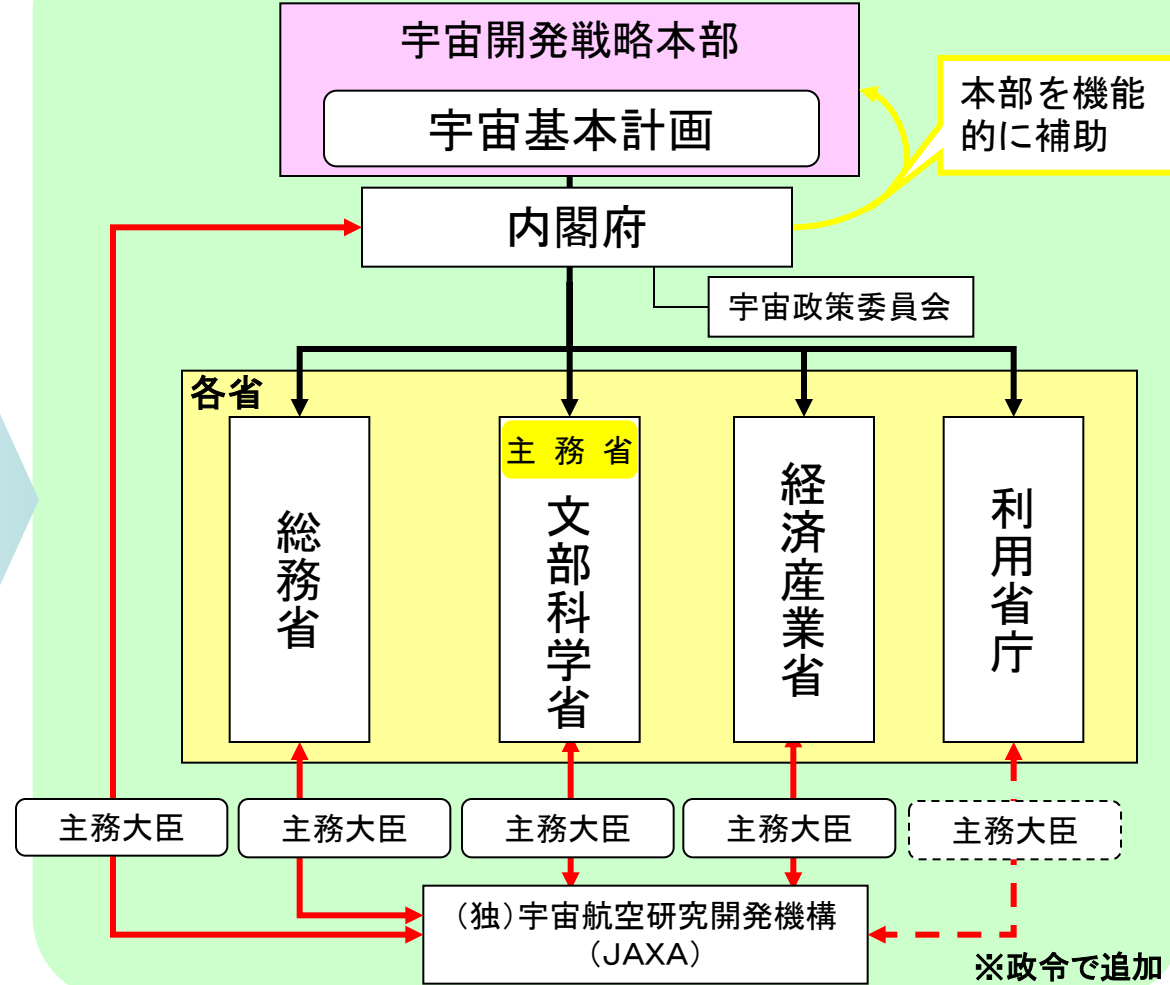 宇宙開発戦略本部
宇宙基本計画
本部を機能
的に補助
内閣府
宇宙政策委員会
各省
総務省
主 務 省
文部科学省
経済産業省
利用省庁
主務大臣
主務大臣
主務大臣
主務大臣
主務大臣
（独）宇宙航空研究開発機構
（ＪＡＸＡ）
※政令で追加